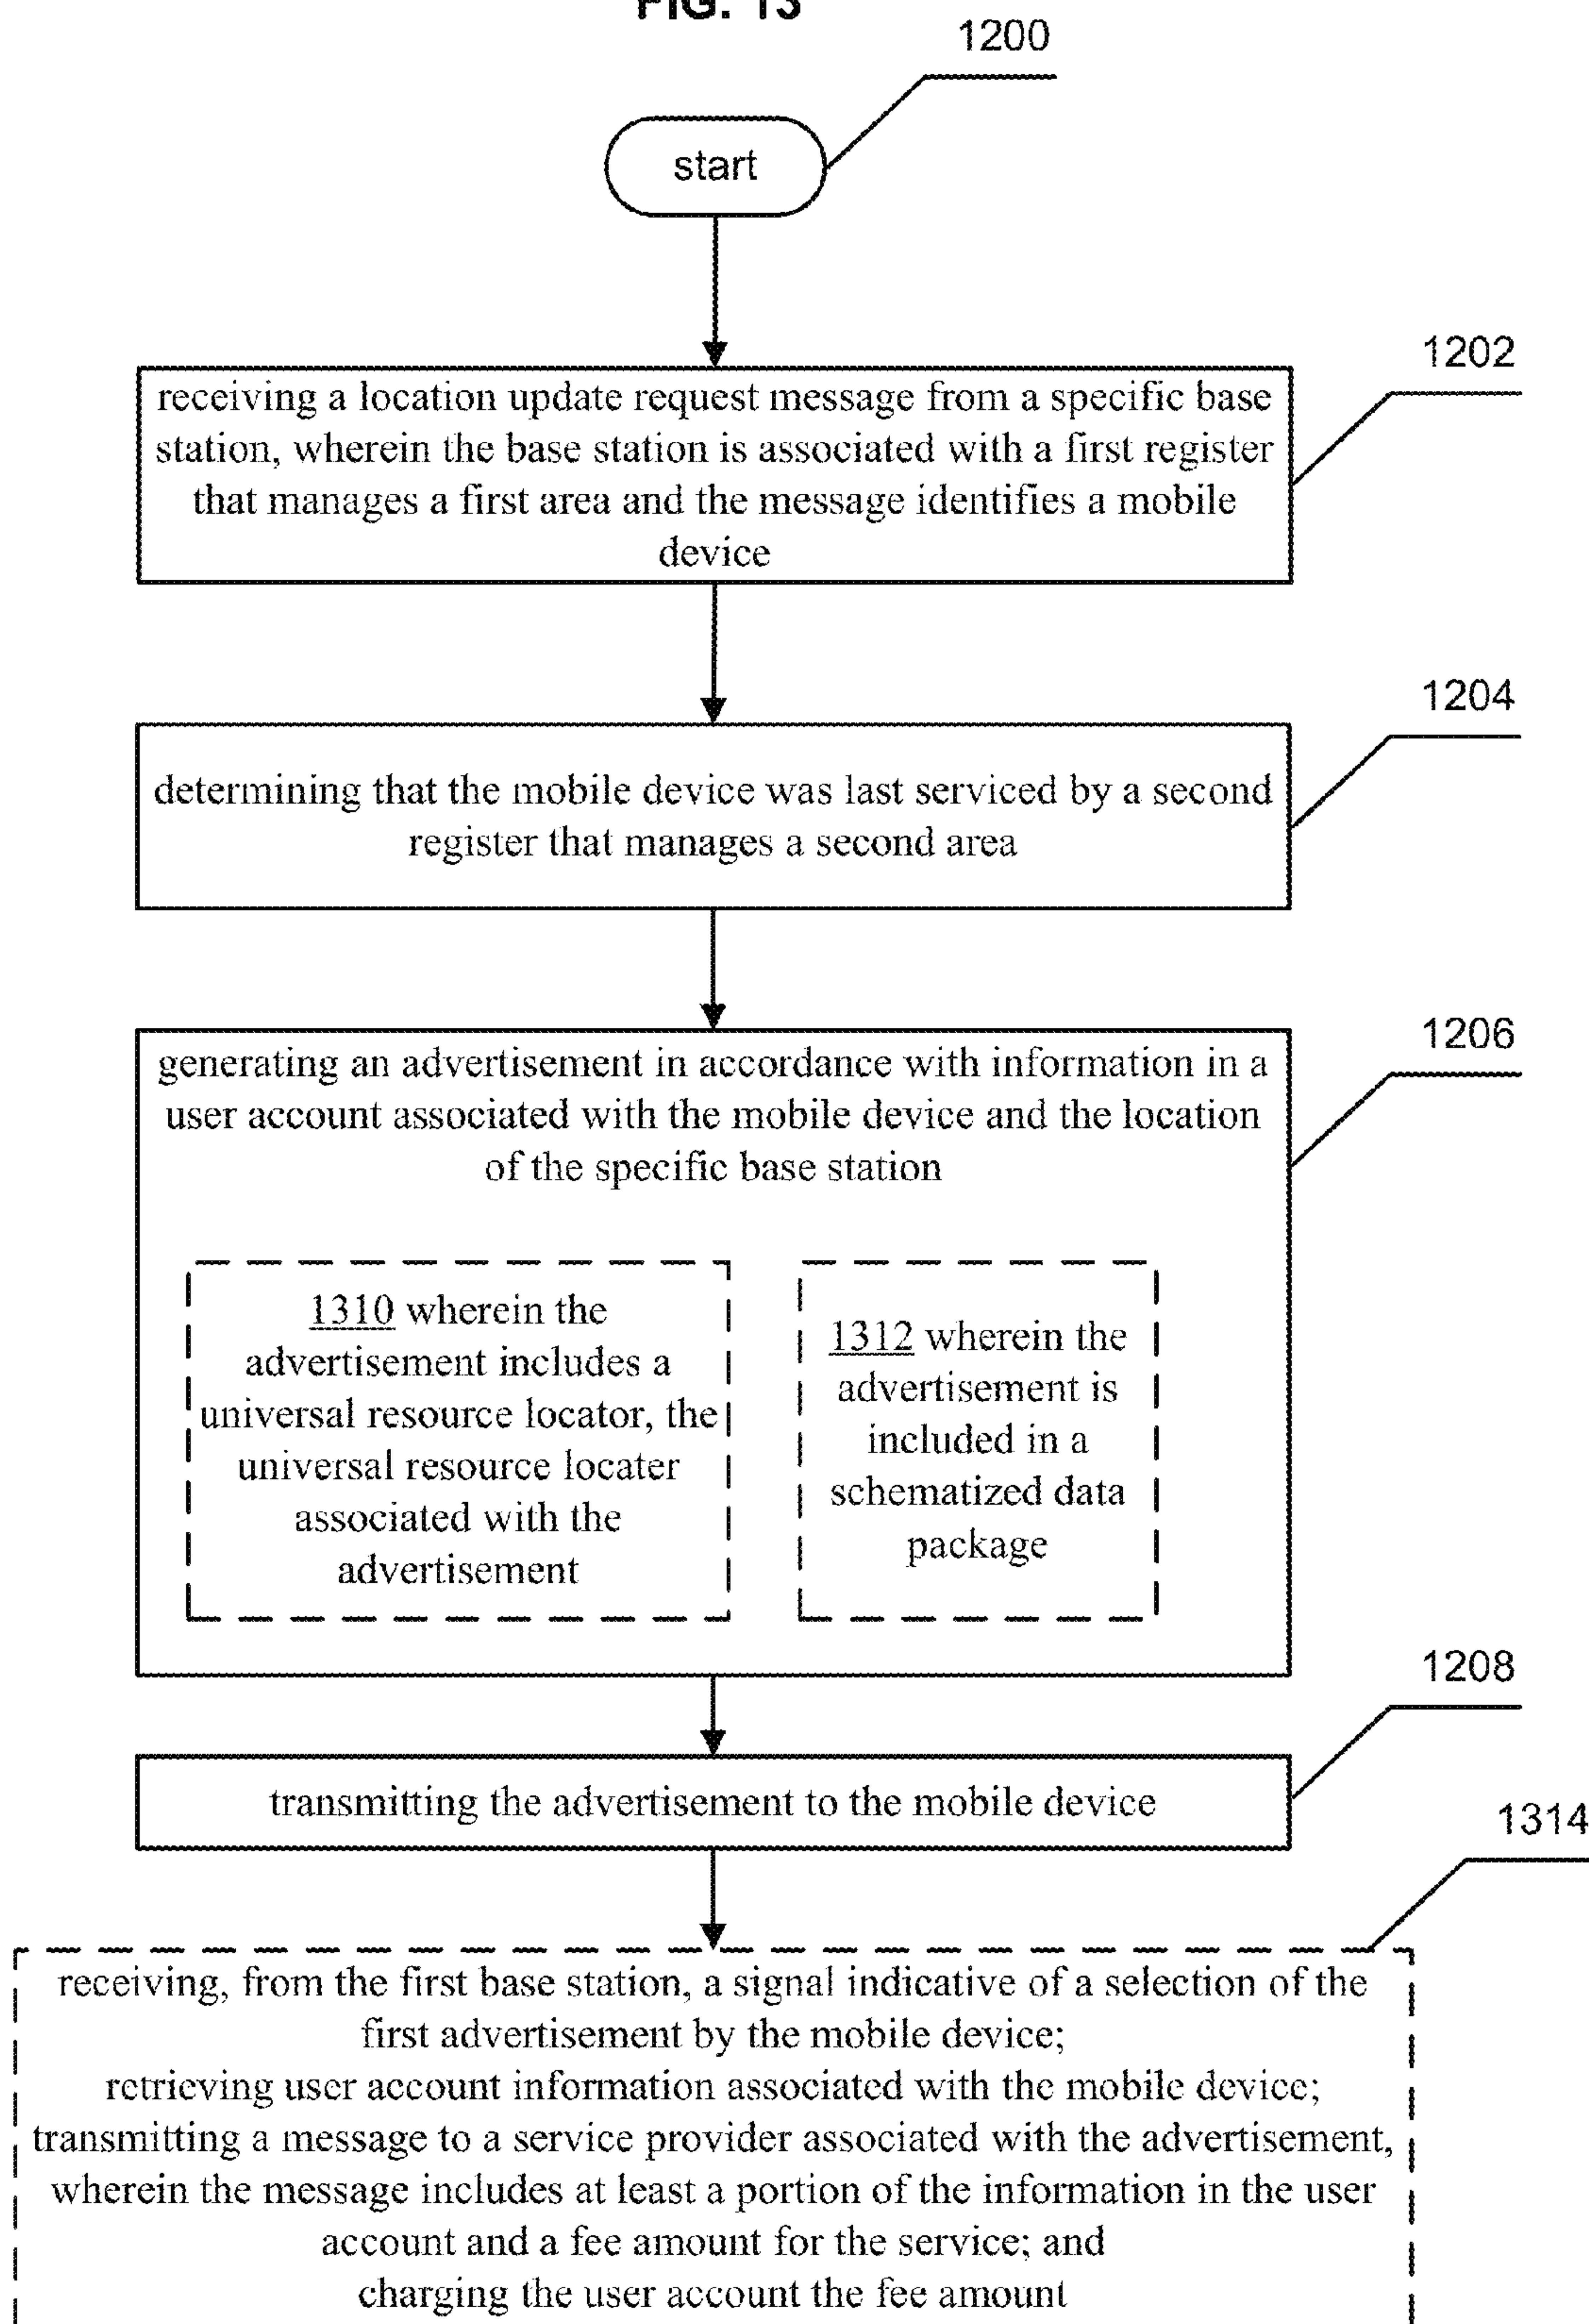 FIG. 13
1200
start
1202
receiving a location update request message from a specific base
station, wherein the base station is associated with a first register
that manages a first area and the message identifies a mobile
device
1204
determining that the mobile device was last serviced by a second
register that manages a second area
1206
generating an advertisement in accordance with information in a
user account associated with the mobile device and the location
of the specific base station
1310 wherein the
advertisement includes a
universal resource locator, the
universal resource locater
associated with the
advertisement
1312 wherein the
advertisement is
included in a
schematized data
package
1208
transmitting the advertisement to the mobile device
1314
receiving, from the first base station, a signal indicative of a selection of the
first advertisement by the mobile device;
retrieving user account information associated with the mobile device;
transmitting a message to a service provider associated with the advertisement,
wherein the message includes at least a portion of the information in the user
account and a fee amount for the service; and
charging the user account the fee amount